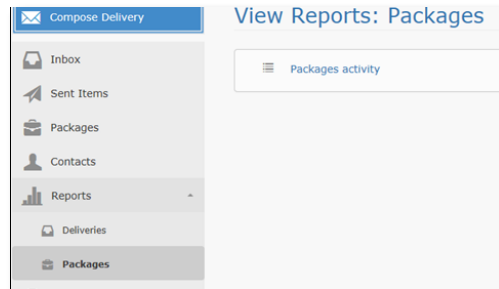 Compose Delivery
Inbox
Sent Items
Packages
Contacts
Reports
Deliveries
Packages
View Reports: Packages
Packages activity